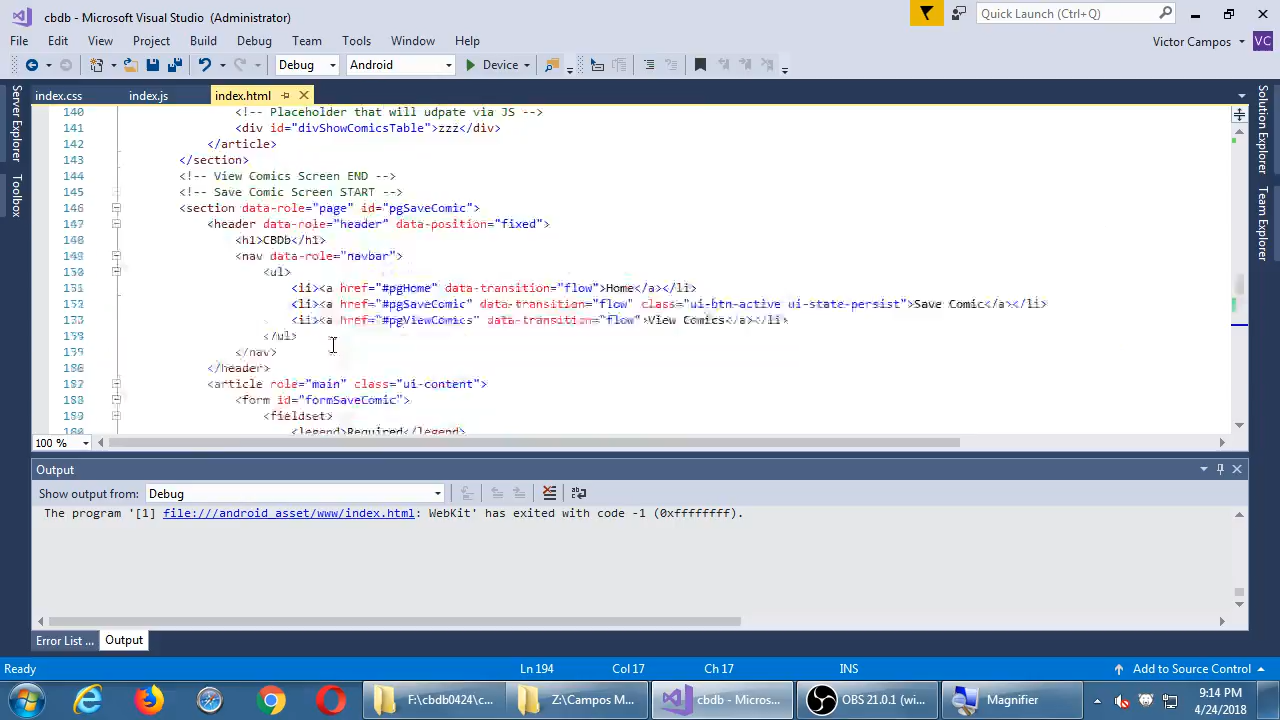 cbdb - Microsoft Visual Studio (Administrator)
Quick Launch (Ctrl+Q)
File Edit View Project Build Debug Team Tools Window Help
Victor Campos VC
Debug Android Device
index.css index.js index.html
Server Explorer
Toolbox
Solution Explorer
Team Explorer
140 <!-- Placeholder that will udpate via JS -->
141 <div id="divShowComicsTable">zzz</div>
142 </article>
143 </section>
144 <!-- View Comics Screen END -->
145 <!-- Save Comic Screen START -->
146 <section data-role="page" id="pgSaveComic">
147 <header data-role="header" data-position="fixed">
148 <h1>CBDb</h1>
<nav data-role="navbar">
<ul>
<li><a href="#pgHome" data-transition="flow">Home</a></li>
<li><a href="#pgSaveComic" data-transition="flow" class="ui-btn-active ui-state-persist">Save Comic</a></li>
<li><a href="#pgViewComics" data-transition="flow">View Comics</a></li>
</ul>
</nav>
</header>
<article role="main" class="ui-content">
<form id="formSaveComic">
<fieldset>
<legend>Required</legend>
100 %
Output
Show output from: Debug
The program '[1] file:///android_asset/www/index.html: WebKit' has exited with code -1 (0xffffffff).
Error List ... Output
Ready Ln 194 Col 17 Ch 17 INS Add to Source Control
F:\cbdb0424\c... Z:\Campos M... cbdb - Micros... OBS 21.0.1 (wi... Magnifier
9:14 PM
4/24/2018